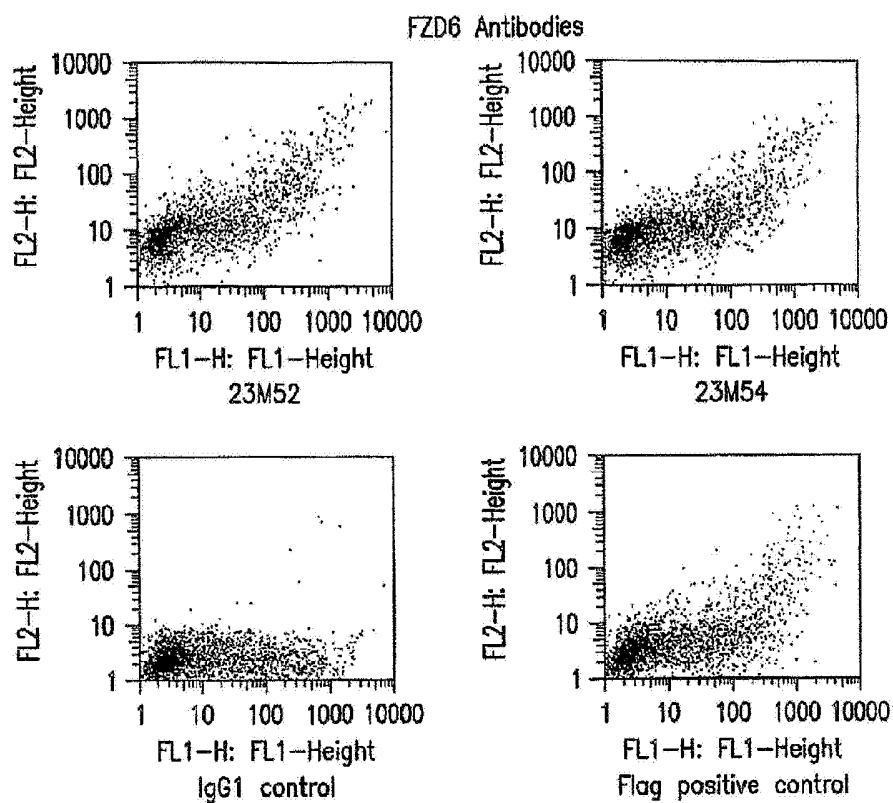 FZD6 Antibodies
FL2-H: FL2-Height
10000
1000
100
10
1
1 10 100 1000 10000
FL1-H: FL1-Height
23M52
FL2-H: FL2-Height
10000
1000
100
10
1
1 10 100 1000 10000
FL1-H: FL1-Height
23M54
FL2-H: FL2-Height
10000
1000
100
10
1
1 10 100 1000 10000
FL1-H: FL1-Height
IgG1 control
FL2-H: FL2-Height
10000
1000
100
10
1
1 10 100 1000 10000
FL1-H: FL1-Height
Flag positive control